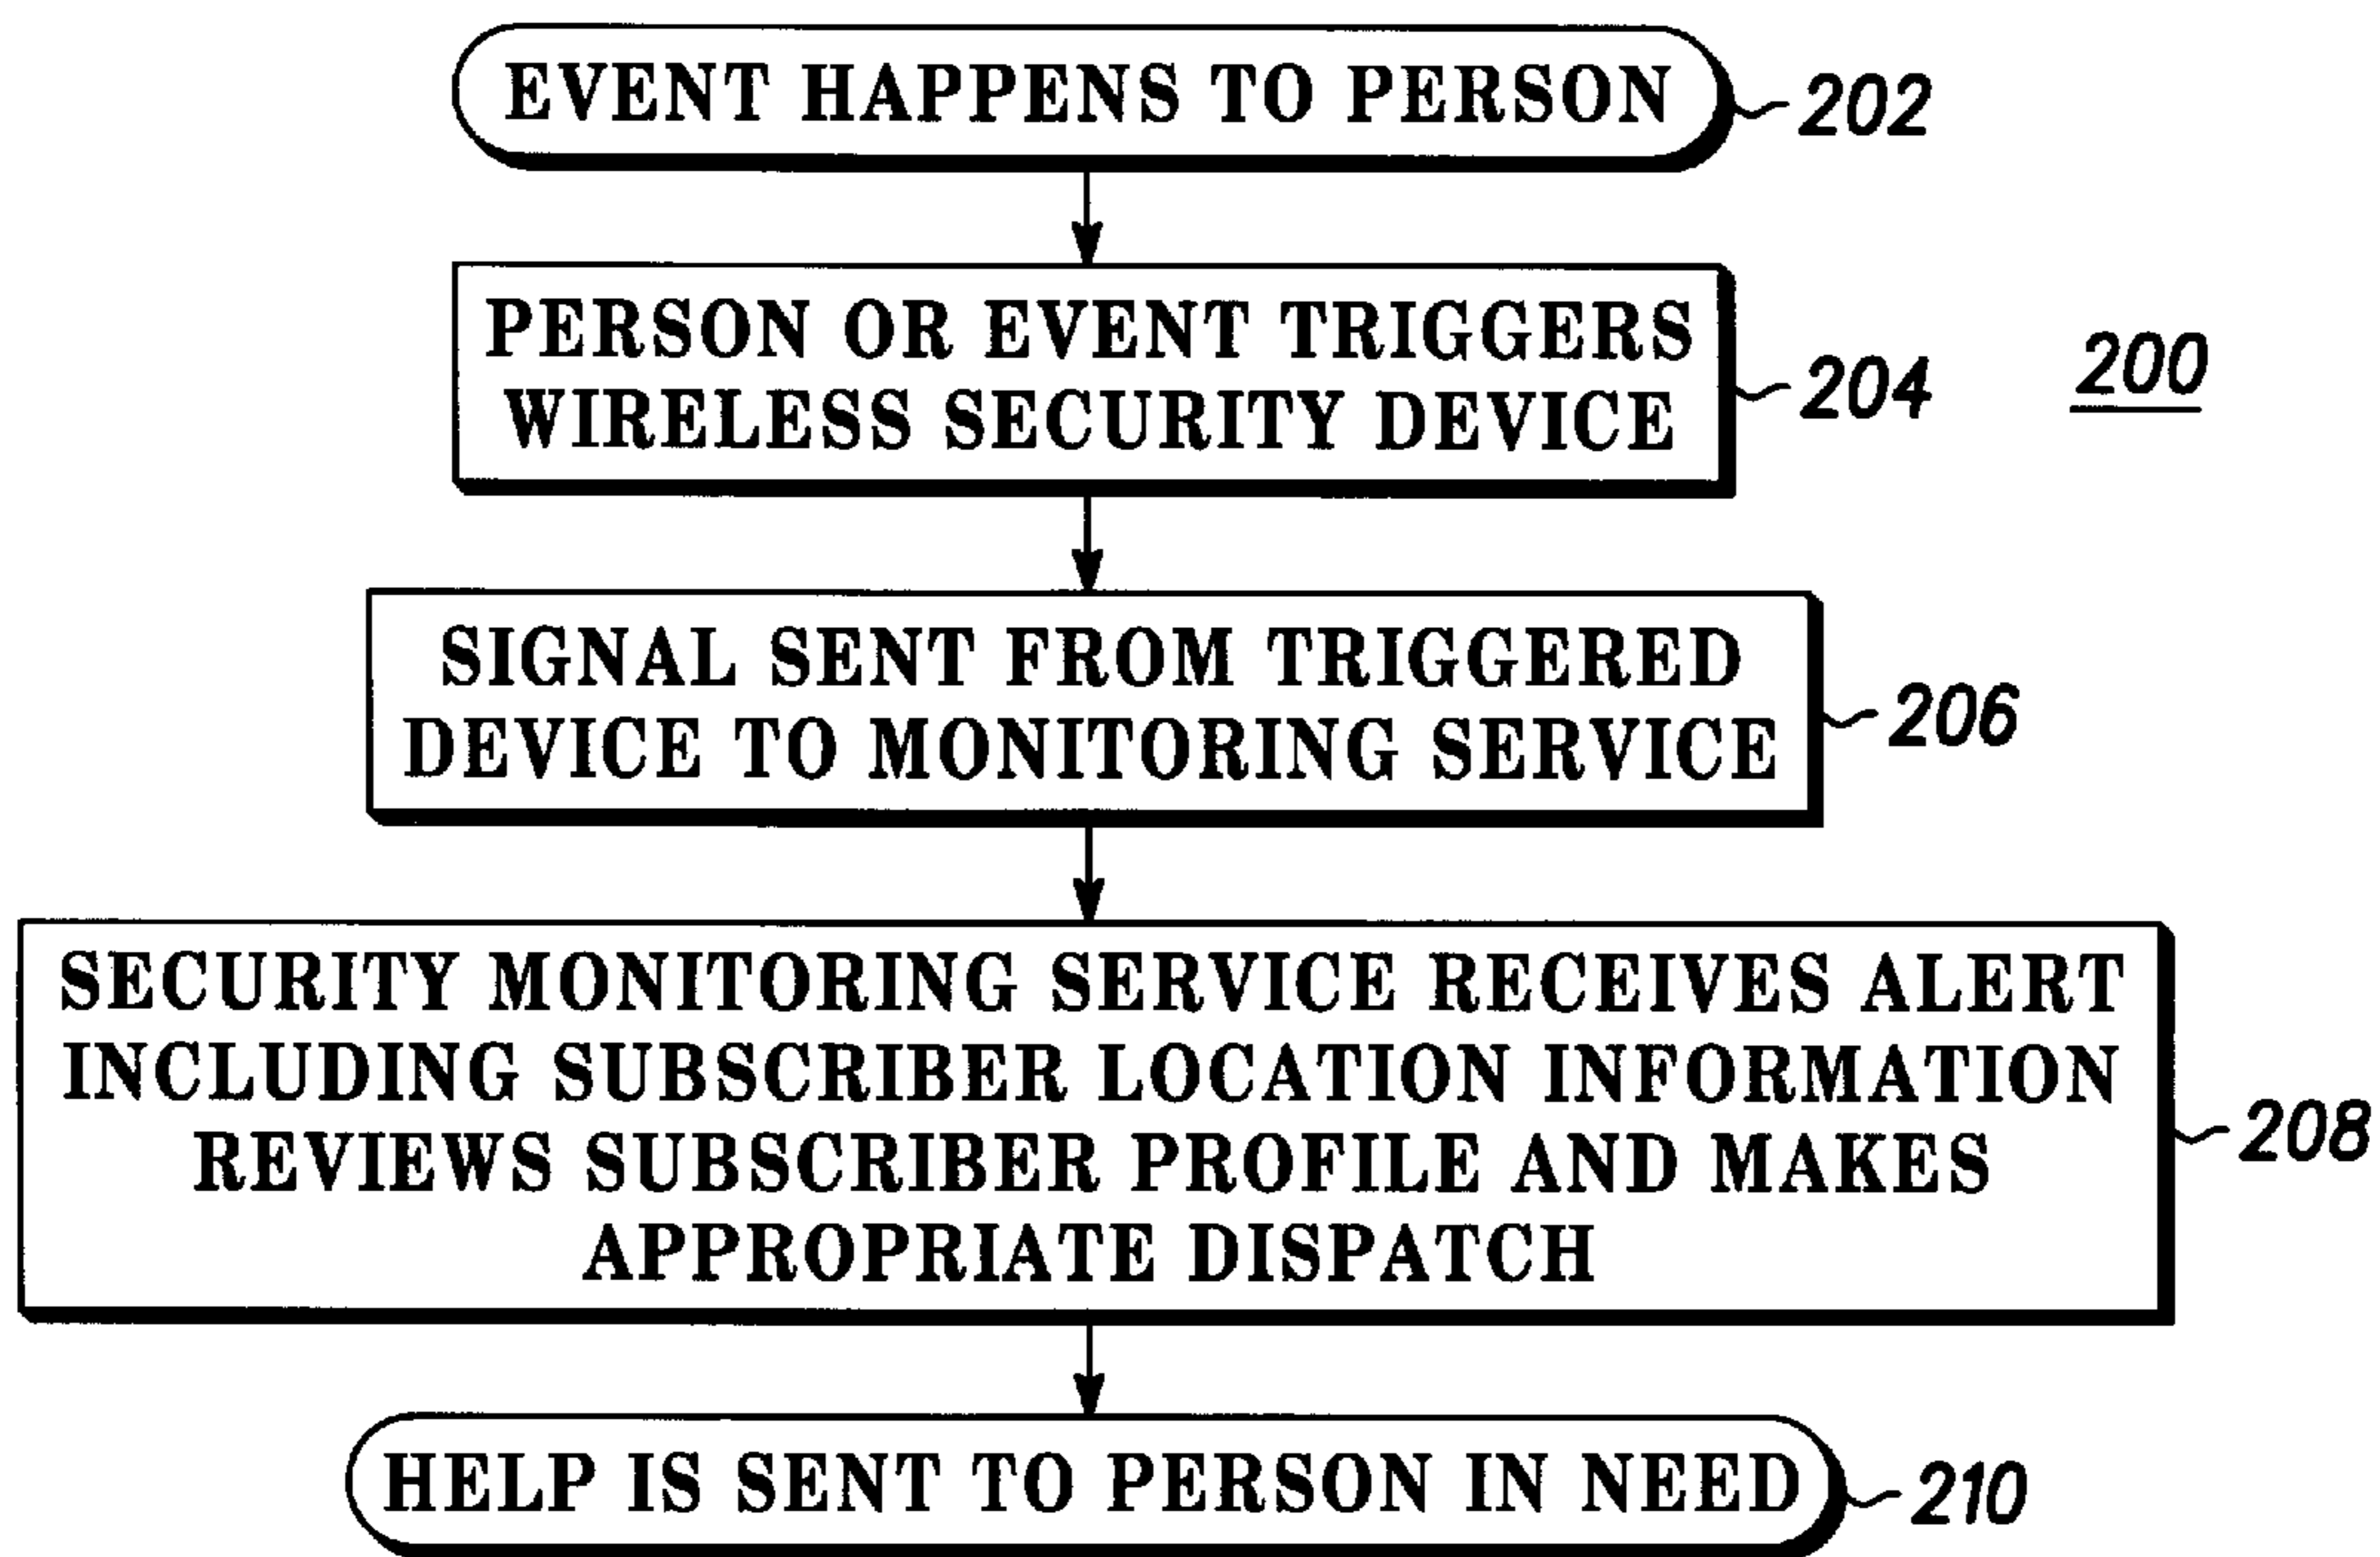 EVENT HAPPENS TO PERSON
202
PERSON OR EVENT TRIGGERS
WIRELESS SECURITY DEVICE
204
200
SIGNAL SENT FROM TRIGGERED
DEVICE TO MONITORING SERVICE
206
SECURITY MONITORING SERVICE RECEIVES ALERT
INCLUDING SUBSCRIBER LOCATION INFORMATION
REVIEWS SUBSCRIBER PROFILE AND MAKES
APPROPRIATE DISPATCH
208
HELP IS SENT TO PERSON IN NEED
210